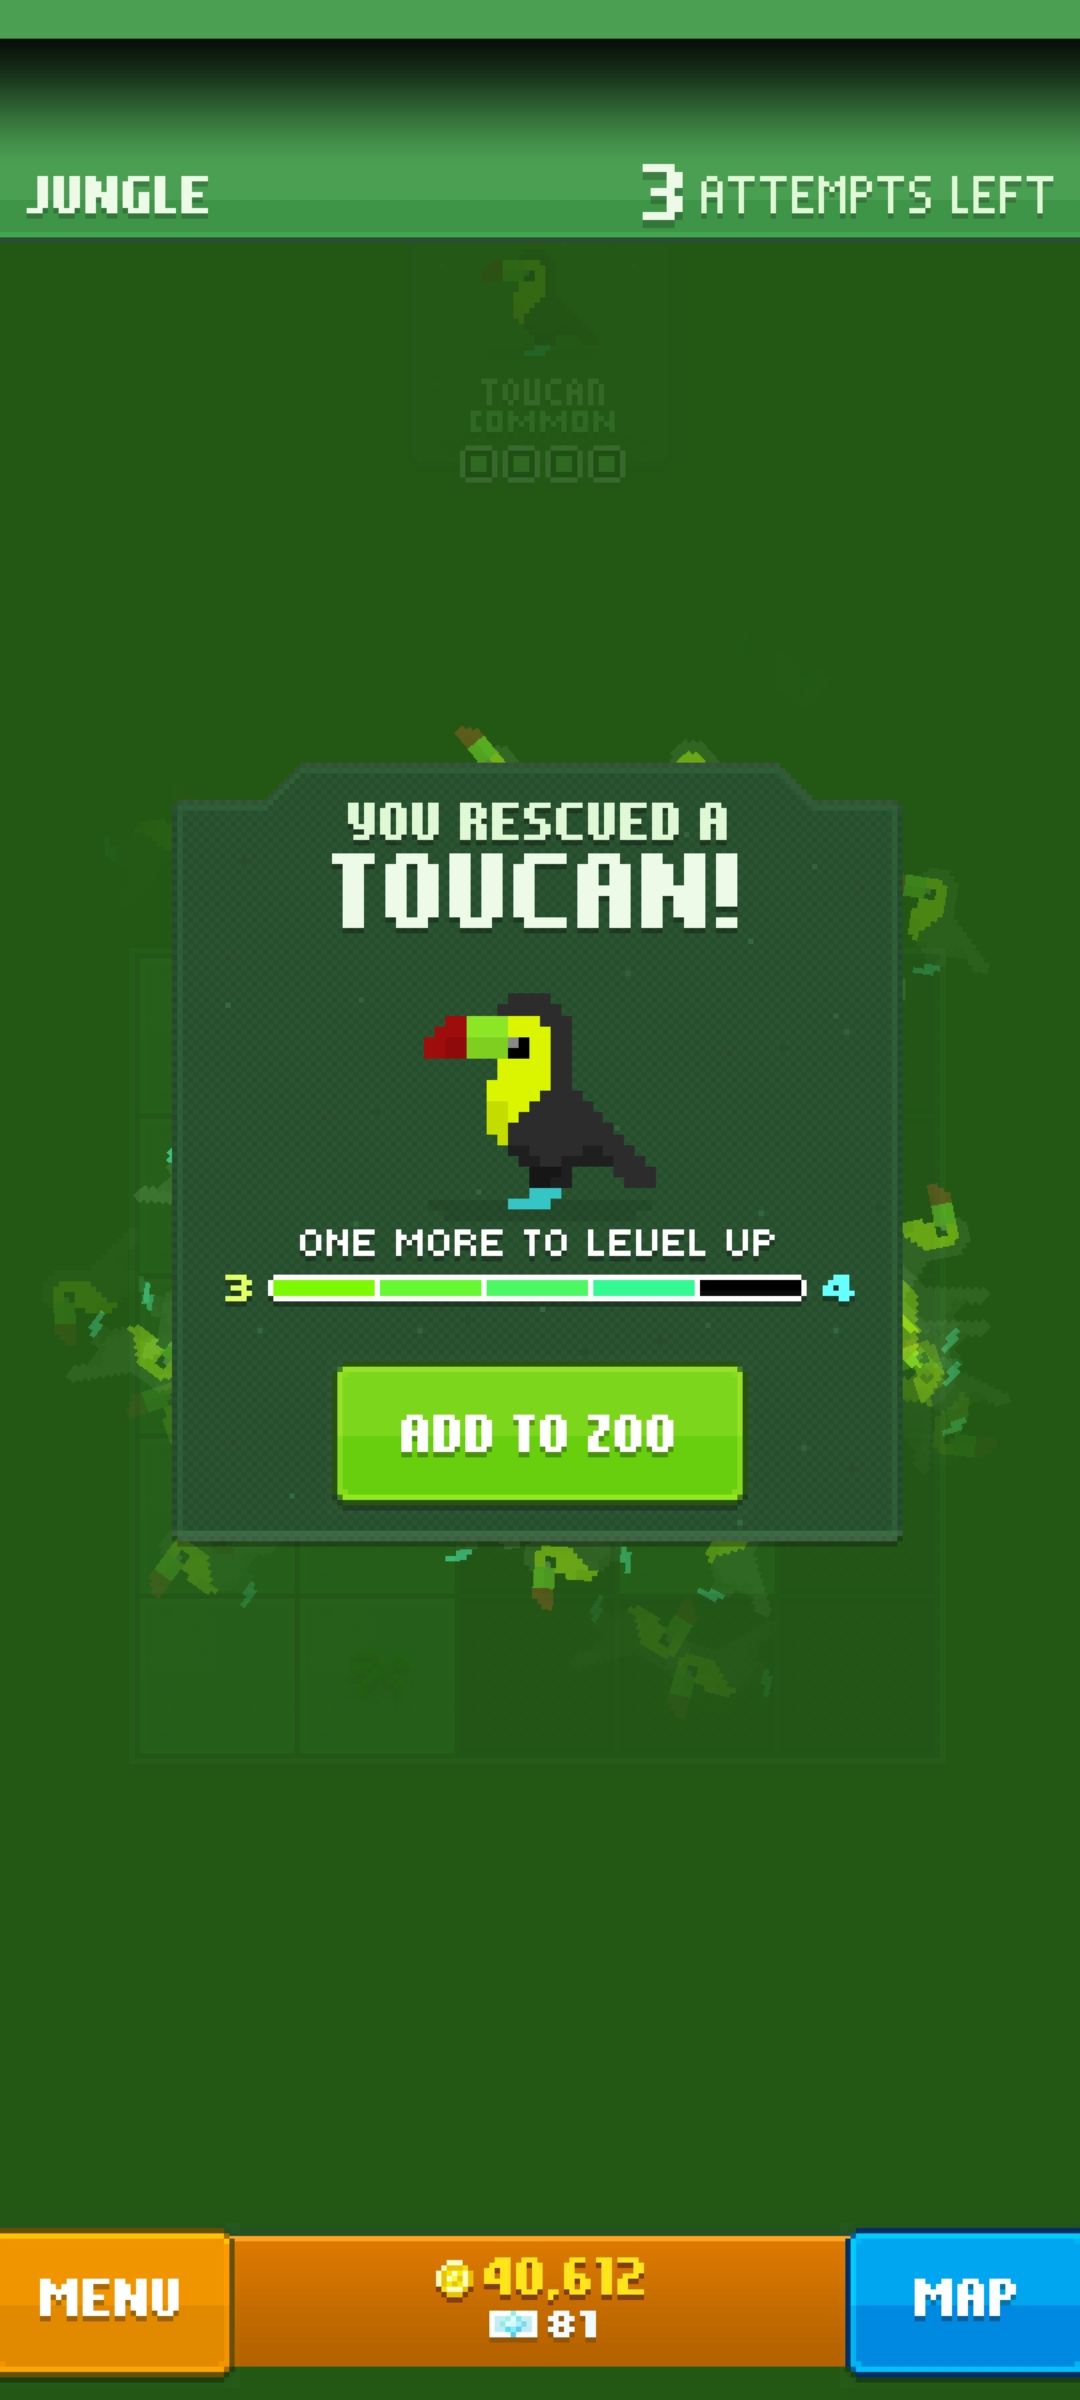 JUNGLE
3 ATTEMPTS LEFT
TOUCAN
COMMON
YOU RESCUED A
TOUCAN!
ONE MORE TO LEVEL UP
3 4
ADD TO ZOO
MENU
40,612
81
MAP